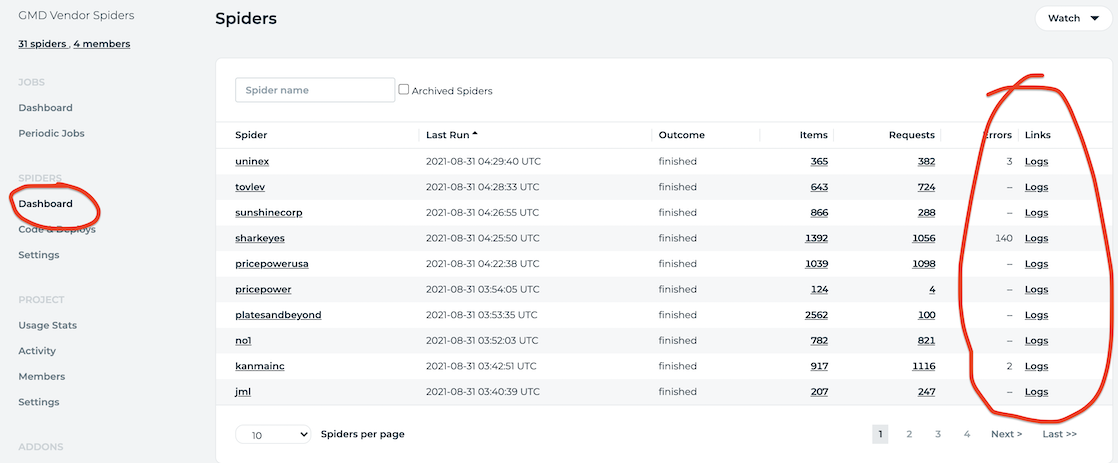 GMD Vendor Spiders
31 spiders , 4 members
JOBS
Dashboard
Periodic Jobs
SPIDERS
Dashboard
Code & Deploys
Settings
PROJECT
Usage Stats
Activity
Members
Settings
ADDONS
Spiders
Watch
Spider name
Archived Spiders
Spider Last Run Outcome Items Requests Errors Links
uninex 2021-08-31 04:29:40 UTC finished 365 382 3 Logs
tovlev 2021-08-31 04:28:33 UTC finished 643 724 – Logs
sunshinecorp 2021-08-31 04:26:55 UTC finished 866 288 – Logs
sharkeyes 2021-08-31 04:25:50 UTC finished 1392 1056 140 Logs
pricepowerusa 2021-08-31 04:22:38 UTC finished 1039 1098 – Logs
pricepower 2021-08-31 03:54:05 UTC finished 124 4 – Logs
platesandbeyond 2021-08-31 03:53:35 UTC finished 2562 100 – Logs
no1 2021-08-31 03:52:03 UTC finished 782 821 – Logs
kanmainc 2021-08-31 03:42:51 UTC finished 917 1116 2 Logs
jml 2021-08-31 03:40:39 UTC finished 207 247 – Logs
10 Spiders per page
1 2 3 4 Next > Last >>